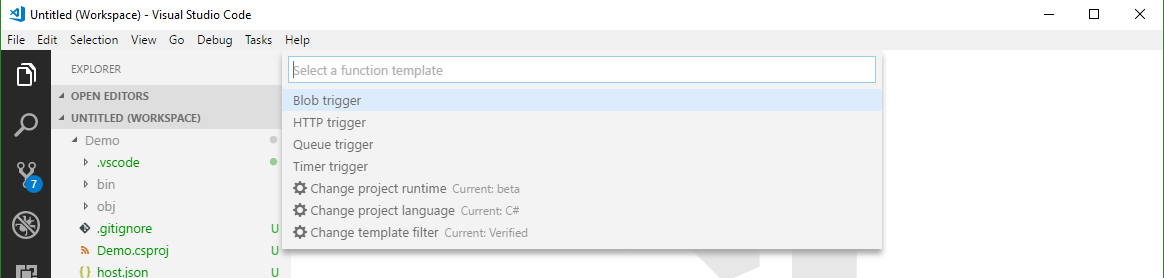 Untitled (Workspace) - Visual Studio Code
File Edit Selection View Go Debug Tasks Help
EXPLORER
OPEN EDITORS
UNTITLED (WORKSPACE)
Demo
.vscode
bin
obj
.gitignore U
Demo.csproj U
host.json U
7
Select a function template
Blob trigger
HTTP trigger
Queue trigger
Timer trigger
Change project runtime Current: beta
Change project language Current: C#
Change template filter Current: Verified